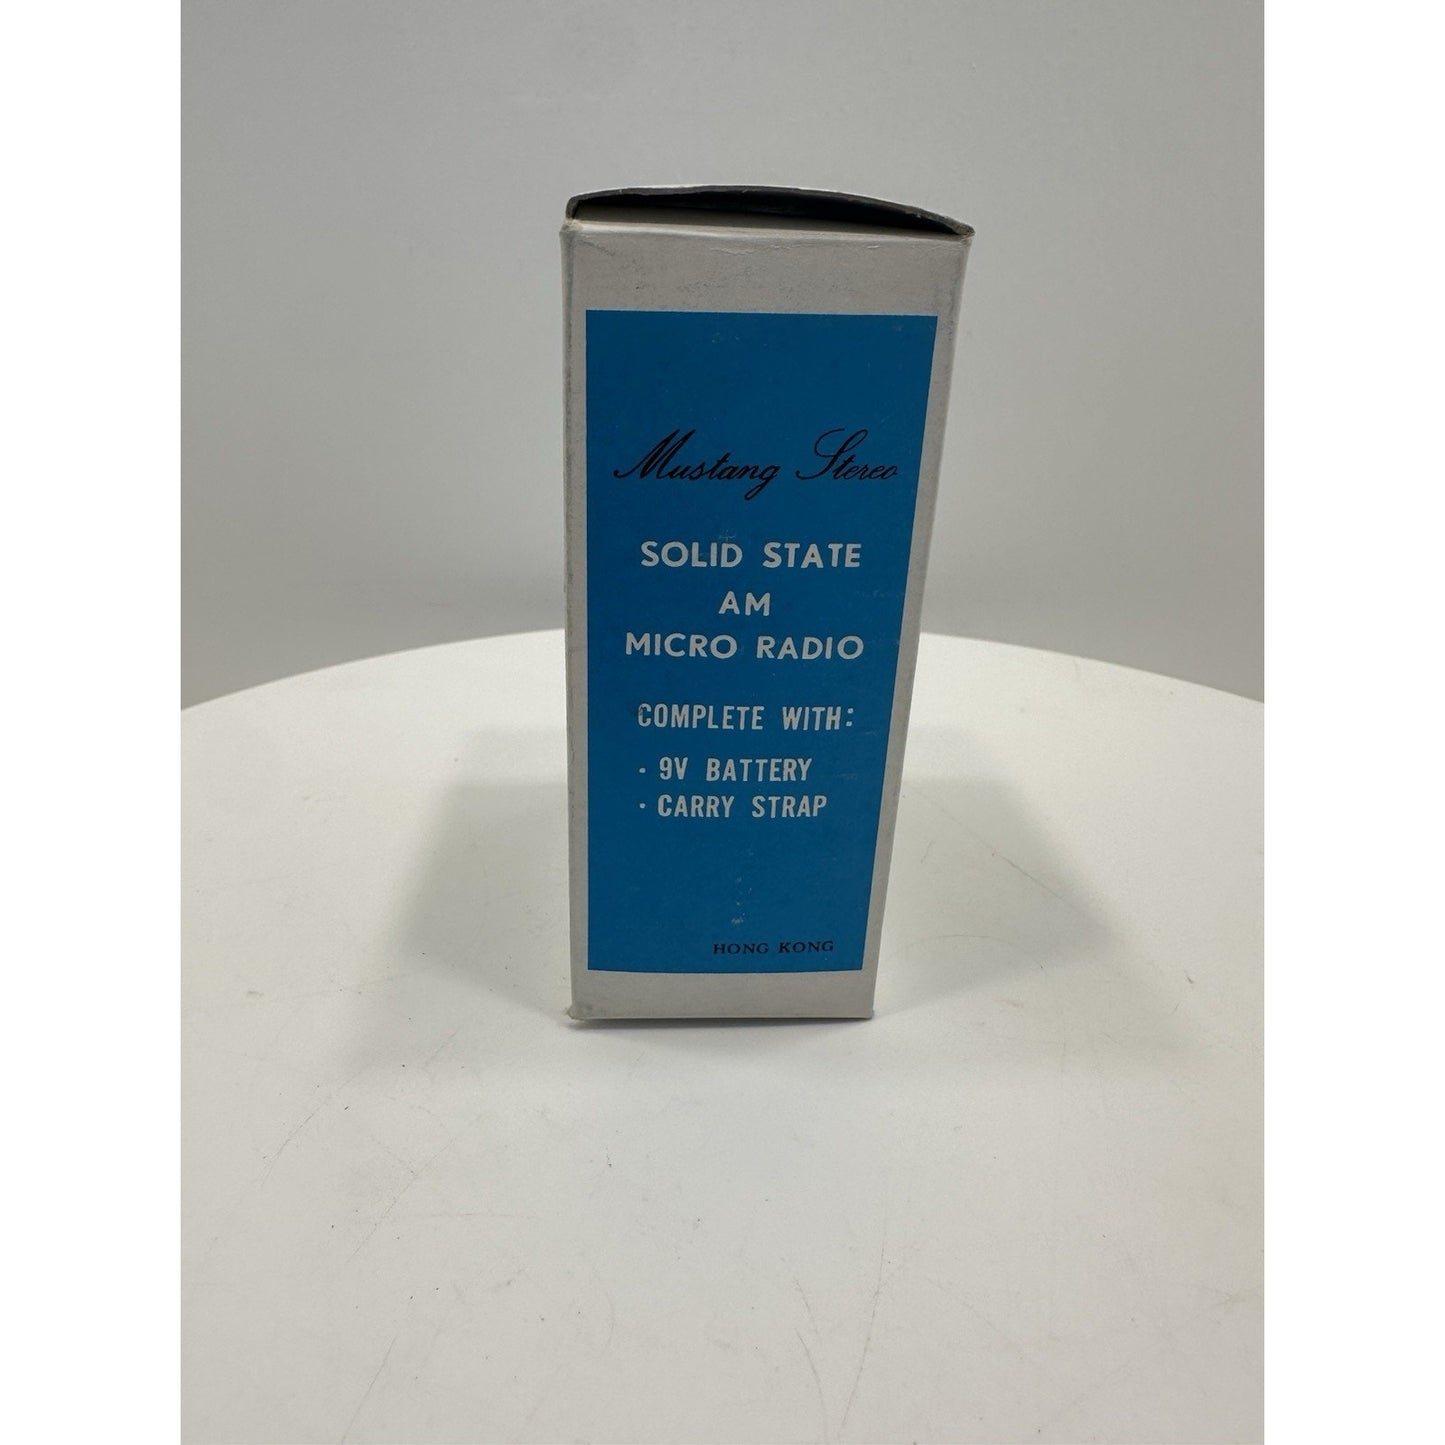 Mustang Stereo
SOLID STATE
AM
MICRO RADIO
COMPLETE WITH:
· 9V BATTERY
· CARRY STRAP
HONG KONG